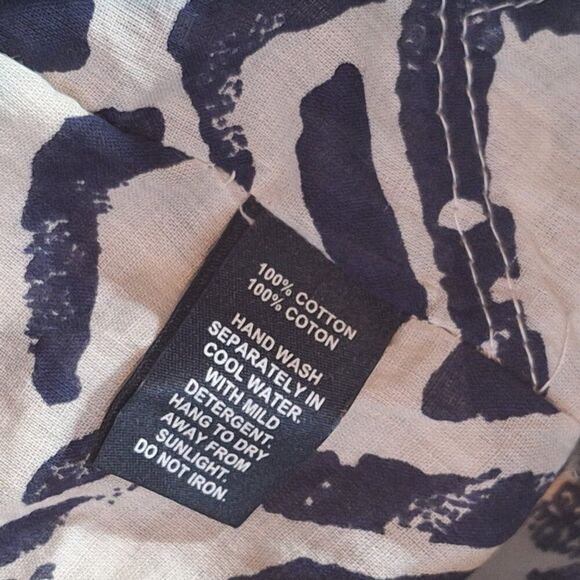 100% COTTON
100% COTON
HAND WASH
SEPARATELY IN
COOL WATER.
WITH MILD
DETERGENT.
HANG TO DRY
AWAY FROM
SUNLIGHT.
DO NOT IRON.